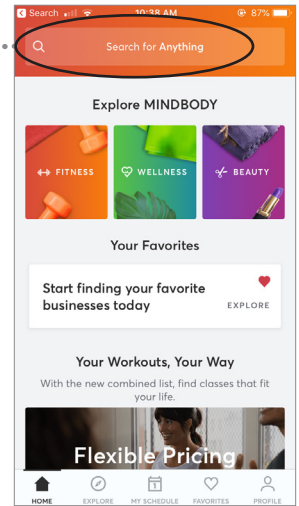 Search 10:38 AM 87%
Search for Anything
Explore MINDBODY
FITNESS WELLNESS BEAUTY
Your Favorites
Start finding your favorite
businesses today
EXPLORE
Your Workouts, Your Way
With the new combined list, find classes that fit
your life.
Flexible Pricing
1
HOME EXPLORE MY SCHEDULE FAVORITES PROFILE